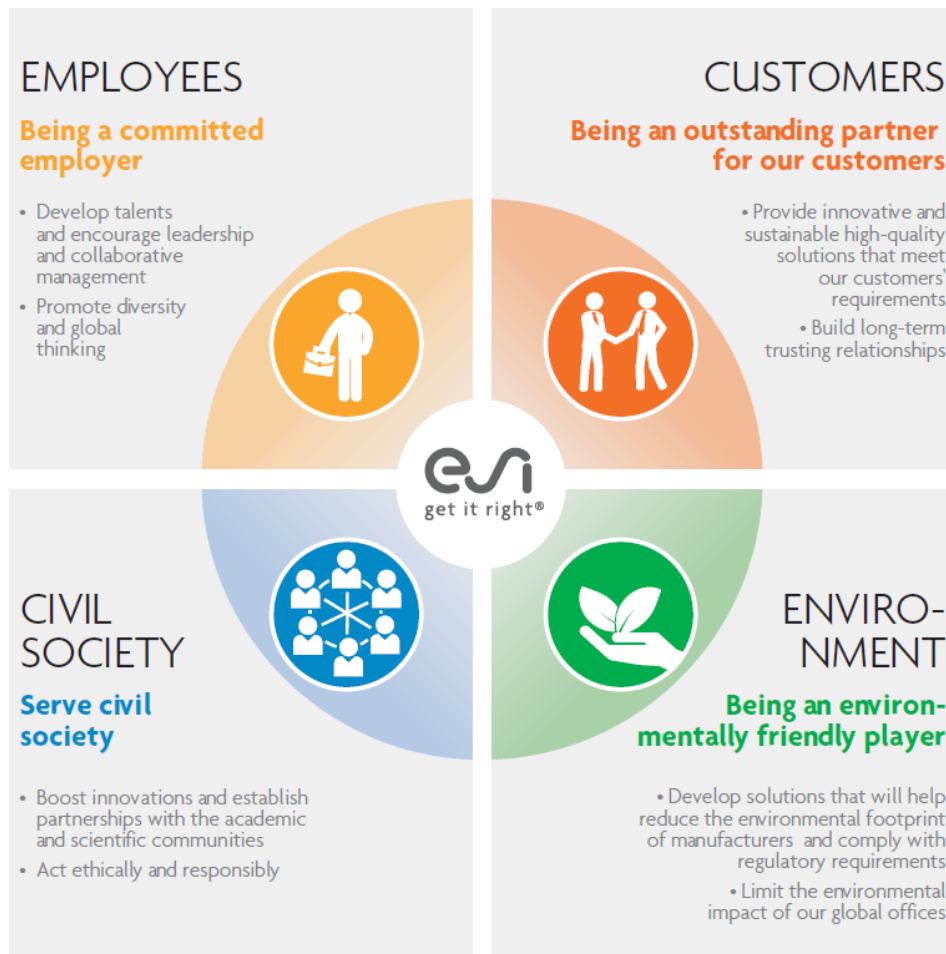 EMPLOYEES
Being a committed
employer
• Develop talents
and encourage leadership
and collaborative
management
• Promote diversity
and global
thinking
CUSTOMERS
Being an outstanding partner
for our customers
• Provide innovative and
sustainable high-quality
solutions that meet
our customers'
requirements
• Build long-term
trusting relationships
esi
get it right®
CIVIL
SOCIETY
Serve civil
society
• Boost innovations and establish
partnerships with the academic
and scientific communities
• Act ethically and responsibly
ENVIRO-
NMENT
Being an environ-
mentally friendly player
• Develop solutions that will help
reduce the environmental footprint
of manufacturers and comply with
regulatory requirements
• Limit the environmental
impact of our global offices